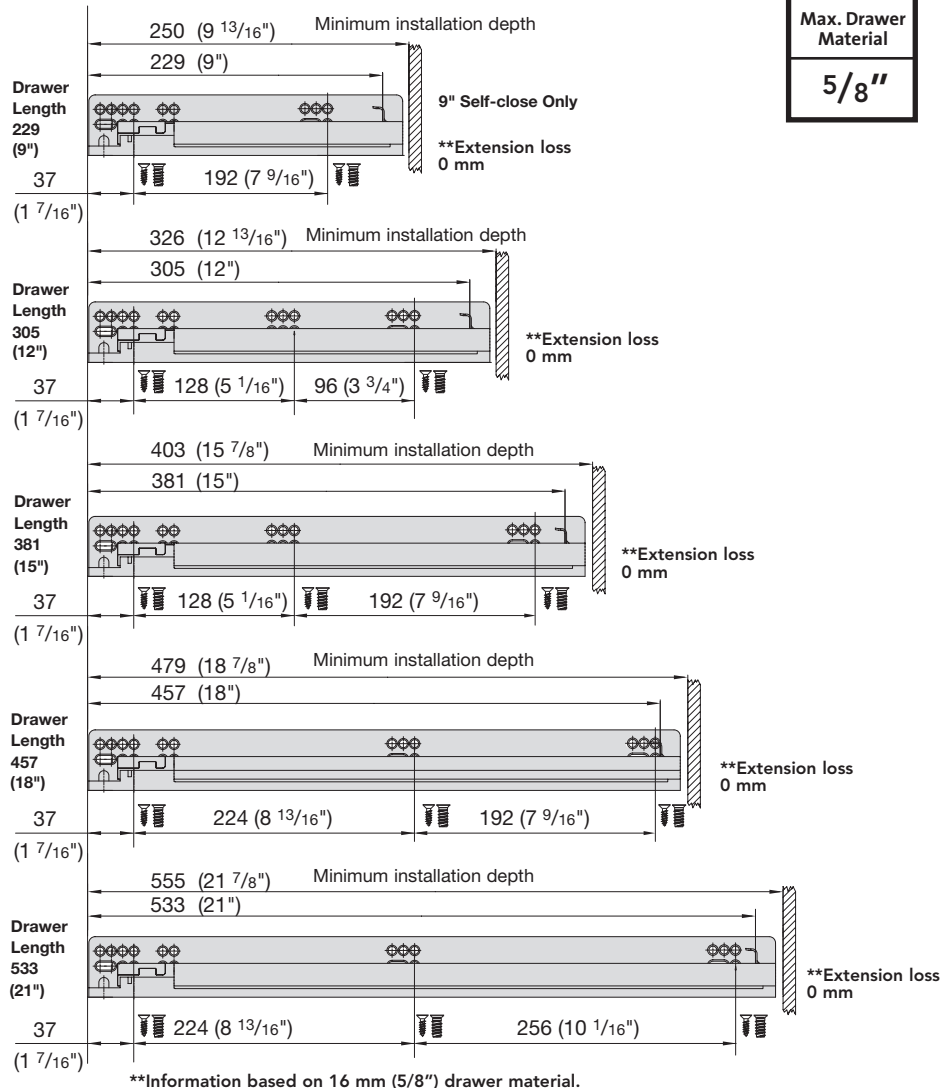 Max. Drawer
Material
5/8"
250 (9 13/16") Minimum installation depth
229 (9")
Drawer
Length
229
(9")
9" Self-close Only
**Extension loss
0 mm
37
(1 7/16")
192 (7 9/16")
326 (12 13/16") Minimum installation depth
305 (12")
Drawer
Length
305
(12")
**Extension loss
0 mm
37
(1 7/16")
128 (5 1/16") 96 (3 3/4")
403 (15 7/8") Minimum installation depth
381 (15")
Drawer
Length
381
(15")
**Extension loss
0 mm
37
(1 7/16")
128 (5 1/16") 192 (7 9/16")
479 (18 7/8") Minimum installation depth
457 (18")
Drawer
Length
457
(18")
**Extension loss
0 mm
37
(1 7/16")
224 (8 13/16") 192 (7 9/16")
555 (21 7/8") Minimum installation depth
533 (21")
Drawer
Length
533
(21")
**Extension loss
0 mm
37
(1 7/16")
224 (8 13/16") 256 (10 1/16")
**Information based on 16 mm (5/8") drawer material.